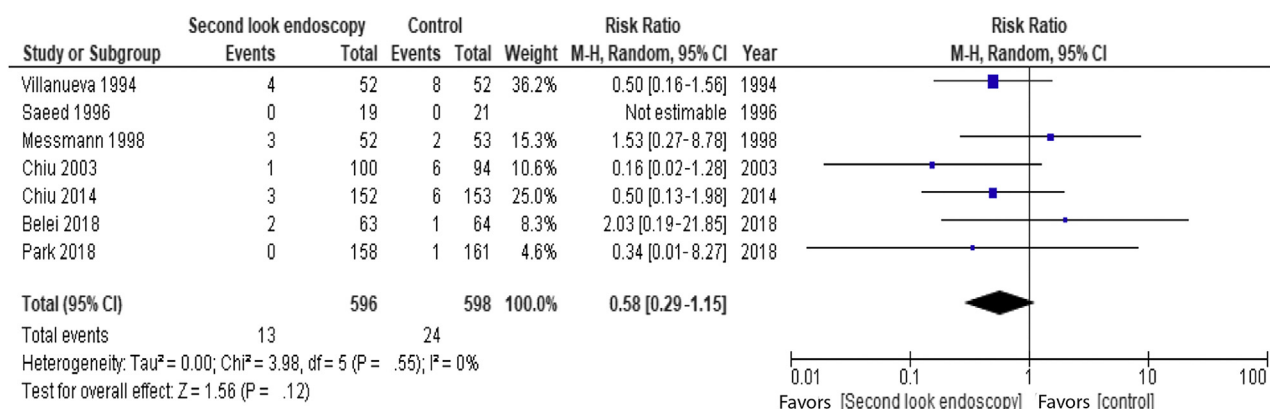 Second look endoscopy Control Risk Ratio Risk Ratio
Study or Subgroup Events Total Events Total Weight M-H, Random, 95% CI Year M-H, Random, 95% CI
Villanueva 1994 4 52 8 52 36.2% 0.50 [0.16-1.56] 1994
Saeed 1996 0 19 0 21 Not estimable 1996
Messmann 1998 3 52 2 53 15.3% 1.53 [0.27-8.78] 1998
Chiu 2003 1 100 6 94 10.6% 0.16 [0.02-1.28] 2003
Chiu 2014 3 152 6 153 25.0% 0.50 [0.13-1.98] 2014
Belei 2018 2 63 1 64 8.3% 2.03 [0.19-21.85] 2018
Park 2018 0 158 1 161 4.6% 0.34 [0.01-8.27] 2018
Total (95% CI) 596 598 100.0% 0.58 [0.29-1.15]
Total events 13 24
Heterogeneity: Tau² = 0.00; Chi² = 3.98, df = 5 (P = .55); I² = 0%
Test for overall effect: Z = 1.56 (P = .12)
0.01 0.1 1 10 100
Favors [Second look endoscopy] Favors [control]